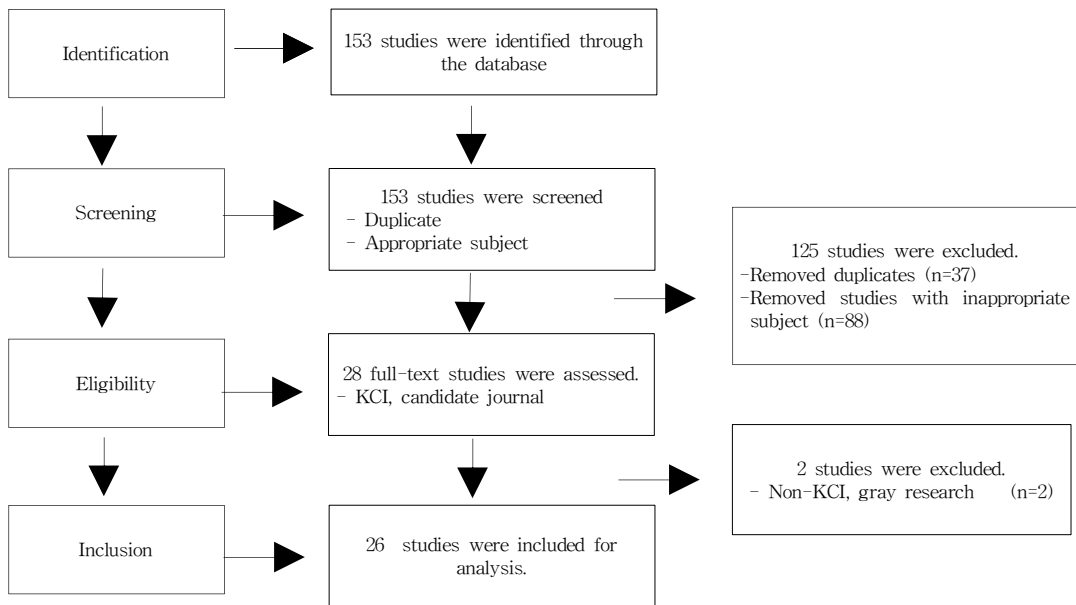 Identification
153 studies were identified through
the database
Screening
153 studies were screened
- Duplicate
- Appropriate subject
125 studies were excluded.
-Removed duplicates (n=37)
-Removed studies with inappropriate
subject (n=88)
Eligibility
28 full-text studies were assessed.
- KCI, candidate journal
2 studies were excluded.
- Non-KCI, gray research (n=2)
Inclusion
26 studies were included for
analysis.